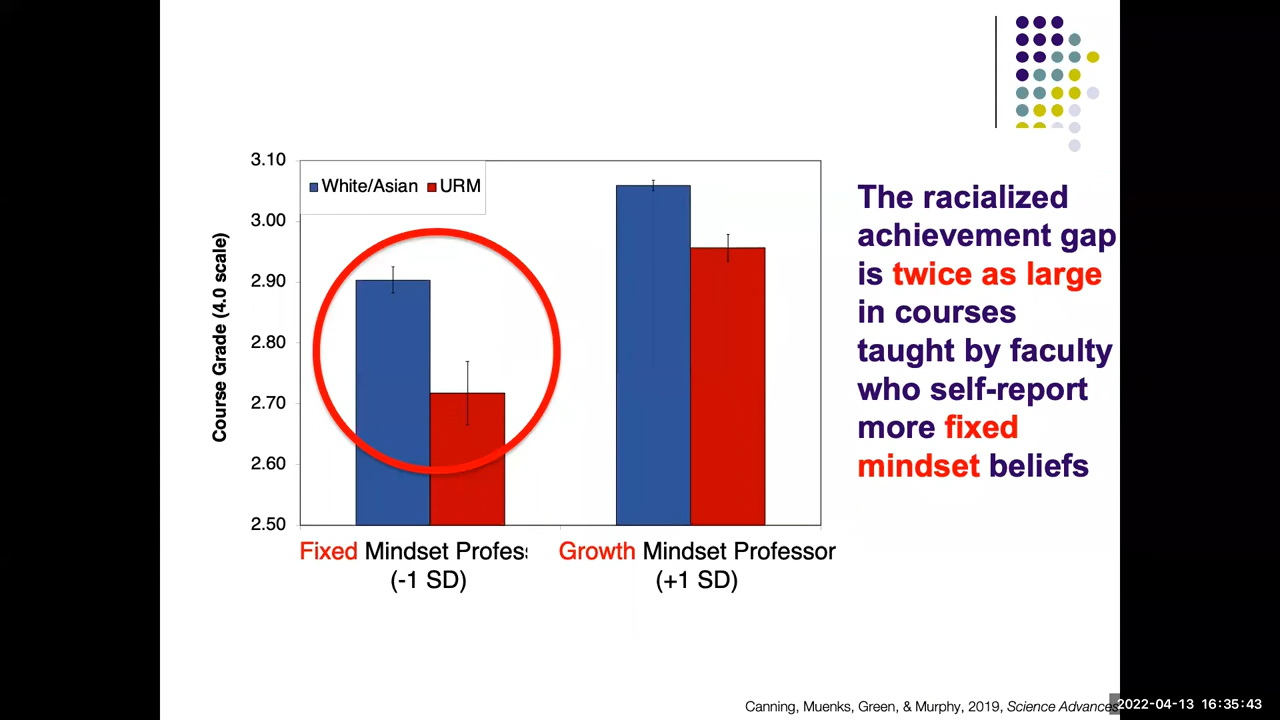 3.10
3.00
2.90
2.80
2.70
2.60
2.50
Course Grade (4.0 scale)
White/Asian URM
Fixed Mindset Profes
(-1 SD)
Growth Mindset Professor
(+1 SD)
The racialized
achievement gap
is twice as large
in courses
taught by faculty
who self-report
more fixed
mindset beliefs
Canning, Muenks, Green, & Murphy, 2019, Science Advances
2022-04-13 16:35:43